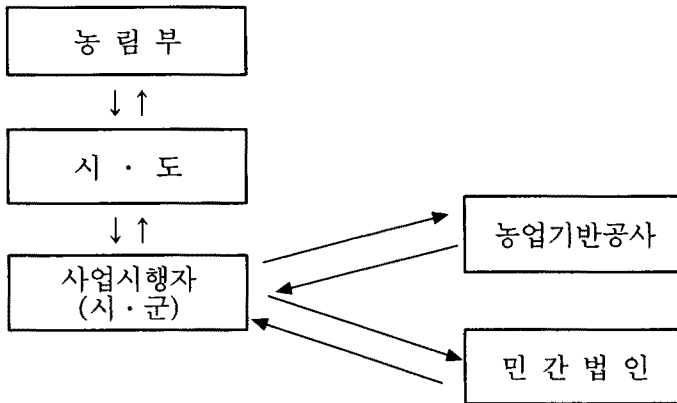 농 림 부
↓ ↑
시 · 도
↓ ↑
사업시행자
(시 · 군)
농업기반공사
민 간 법 인